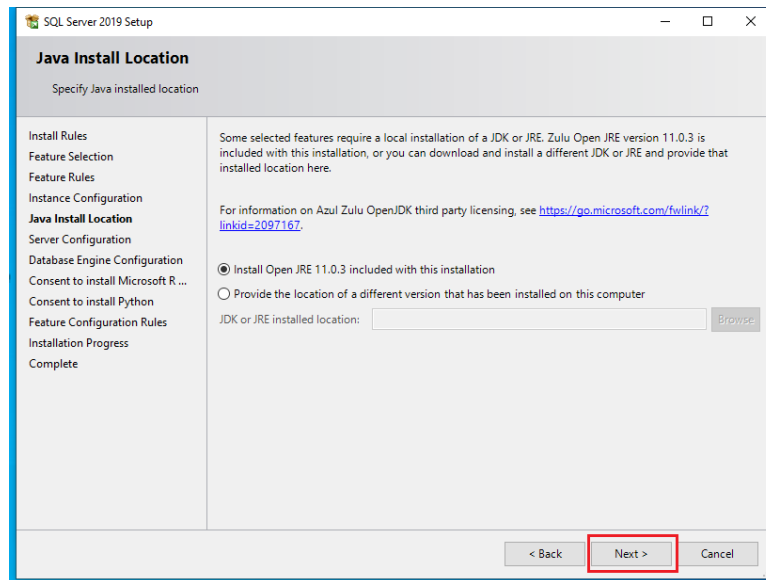 SQL Server 2019 Setup
Java Install Location
Specify Java installed location
Install Rules
Feature Selection
Feature Rules
Instance Configuration
Java Install Location
Server Configuration
Database Engine Configuration
Consent to install Microsoft R ...
Consent to install Python
Feature Configuration Rules
Installation Progress
Complete
Some selected features require a local installation of a JDK or JRE. Zulu Open JRE version 11.0.3 is
included with this installation, or you can download and install a different JDK or JRE and provide that
installed location here.
For information on Azul Zulu OpenJDK third party licensing, see https://go.microsoft.com/fwlink/?
linkid=2097167.
Install Open JRE 11.0.3 included with this installation
Provide the location of a different version that has been installed on this computer
JDK or JRE installed location:
Browse
< Back
Next >
Cancel